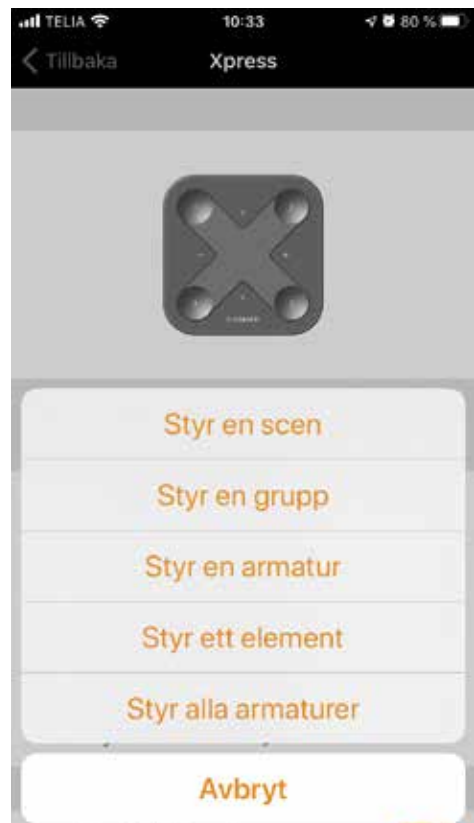 TELIA 10:33 80 %
Tillbaka Xpress
Styr en scen
Styr en grupp
Styr en armatur
Styr ett element
Styr alla armaturer
Avbryt